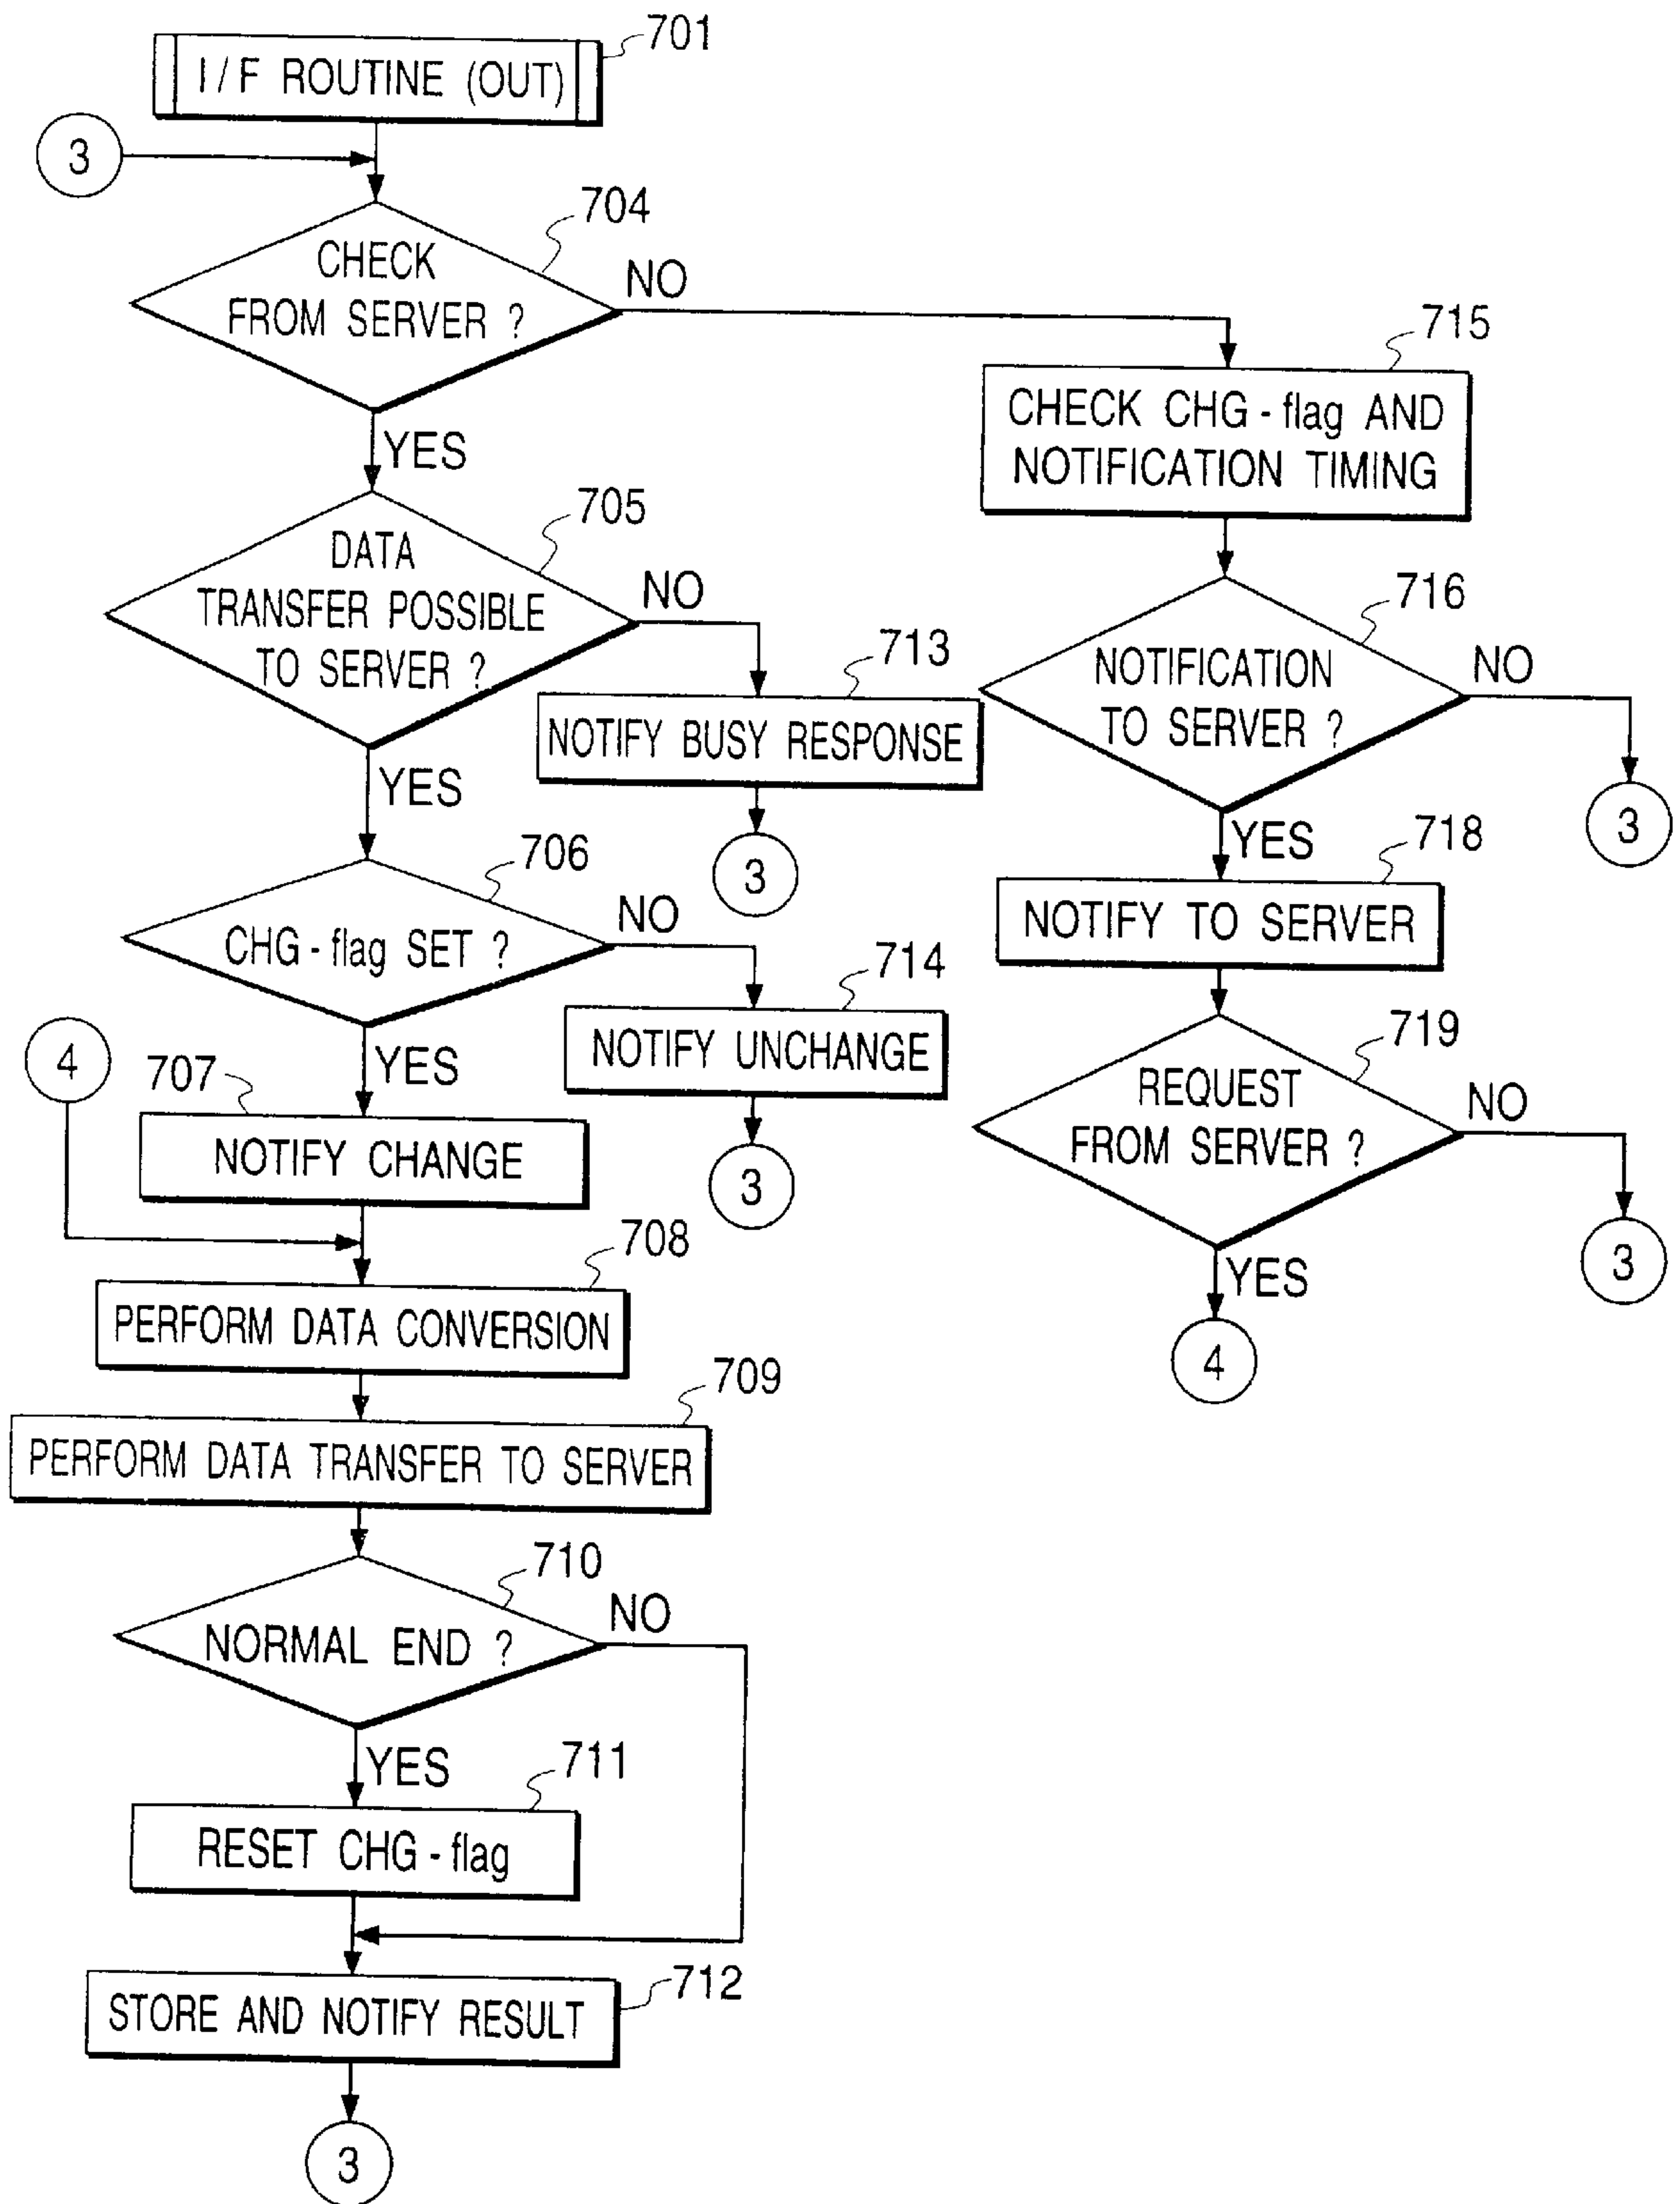 701
I/F ROUTINE (OUT)
3
704
CHECK
FROM SERVER ?
NO
YES
705
DATA
TRANSFER POSSIBLE
TO SERVER ?
NO
YES
713
NOTIFY BUSY RESPONSE
3
706
CHG-flag SET ?
NO
YES
714
NOTIFY UNCHANGE
3
4
707
NOTIFY CHANGE
708
PERFORM DATA CONVERSION
709
PERFORM DATA TRANSFER TO SERVER
710
NORMAL END ?
NO
YES
711
RESET CHG-flag
712
STORE AND NOTIFY RESULT
3
715
CHECK CHG-flag AND
NOTIFICATION TIMING
716
NOTIFICATION
TO SERVER ?
NO
3
YES
718
NOTIFY TO SERVER
719
REQUEST
FROM SERVER ?
NO
3
YES
4